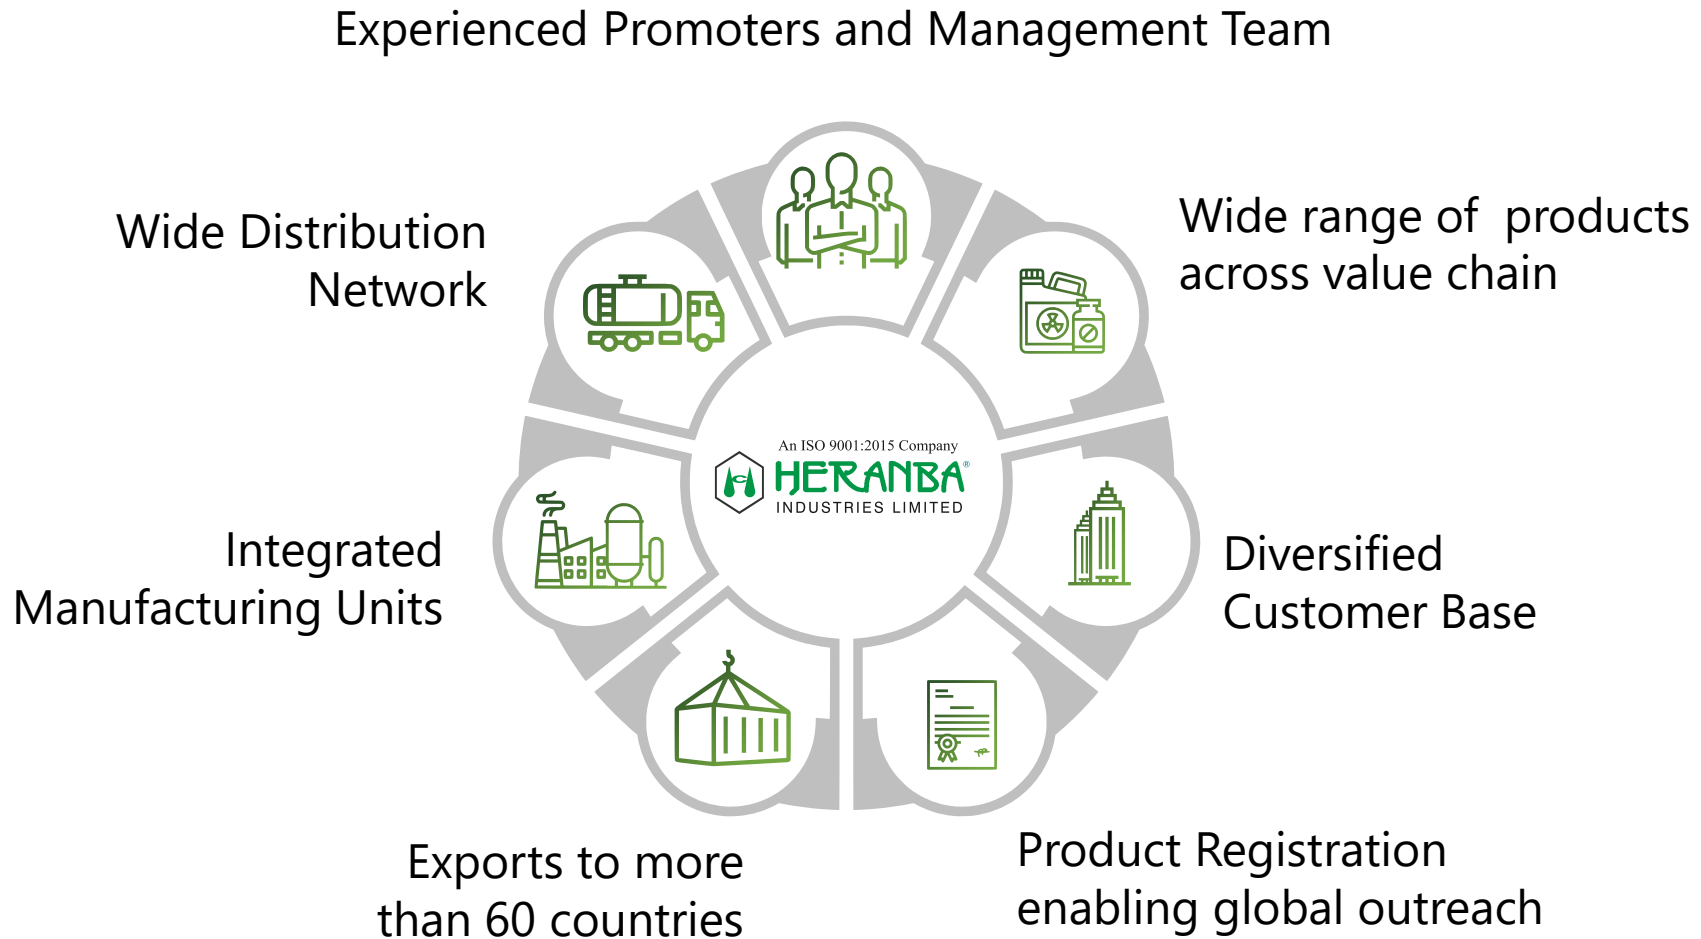 Experienced Promoters and Management Team
Wide Distribution
Network
Wide range of  products
across value chain
An ISO 9001:2015 Company
HERANBA®
INDUSTRIES LIMITED
Integrated
Manufacturing Units
Diversified
Customer Base
Exports to more
than 60 countries
Product Registration
enabling global outreach